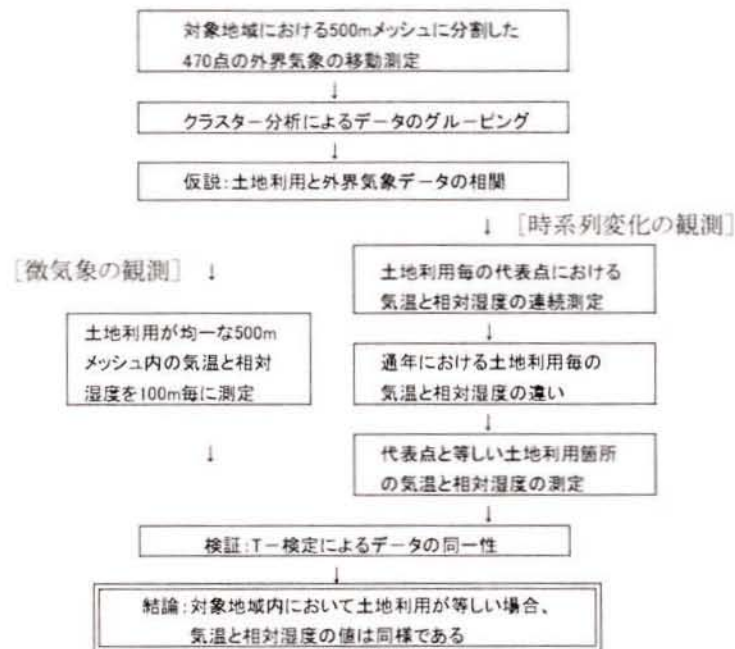 対象地域における500mメッシュに分割した
470点の外界気象の移動測定
↓
クラスター分析によるデータのグルーピング
↓
仮説:土地利用と外界気象データの相関
↓ [時系列変化の観測]
[微気象の観測] ↓
土地利用毎の代表点における
気温と相対湿度の連続測定
↓
土地利用が均一な500m
メッシュ内の気温と相対
湿度を100m毎に測定
↓
通年における土地利用毎の
気温と相対湿度の違い
↓
代表点と等しい土地利用箇所
の気温と相対湿度の測定
↓
検証:T-検定によるデータの同一性
↓
結論:対象地域内において土地利用が等しい場合、
気温と相対湿度の値は同様である